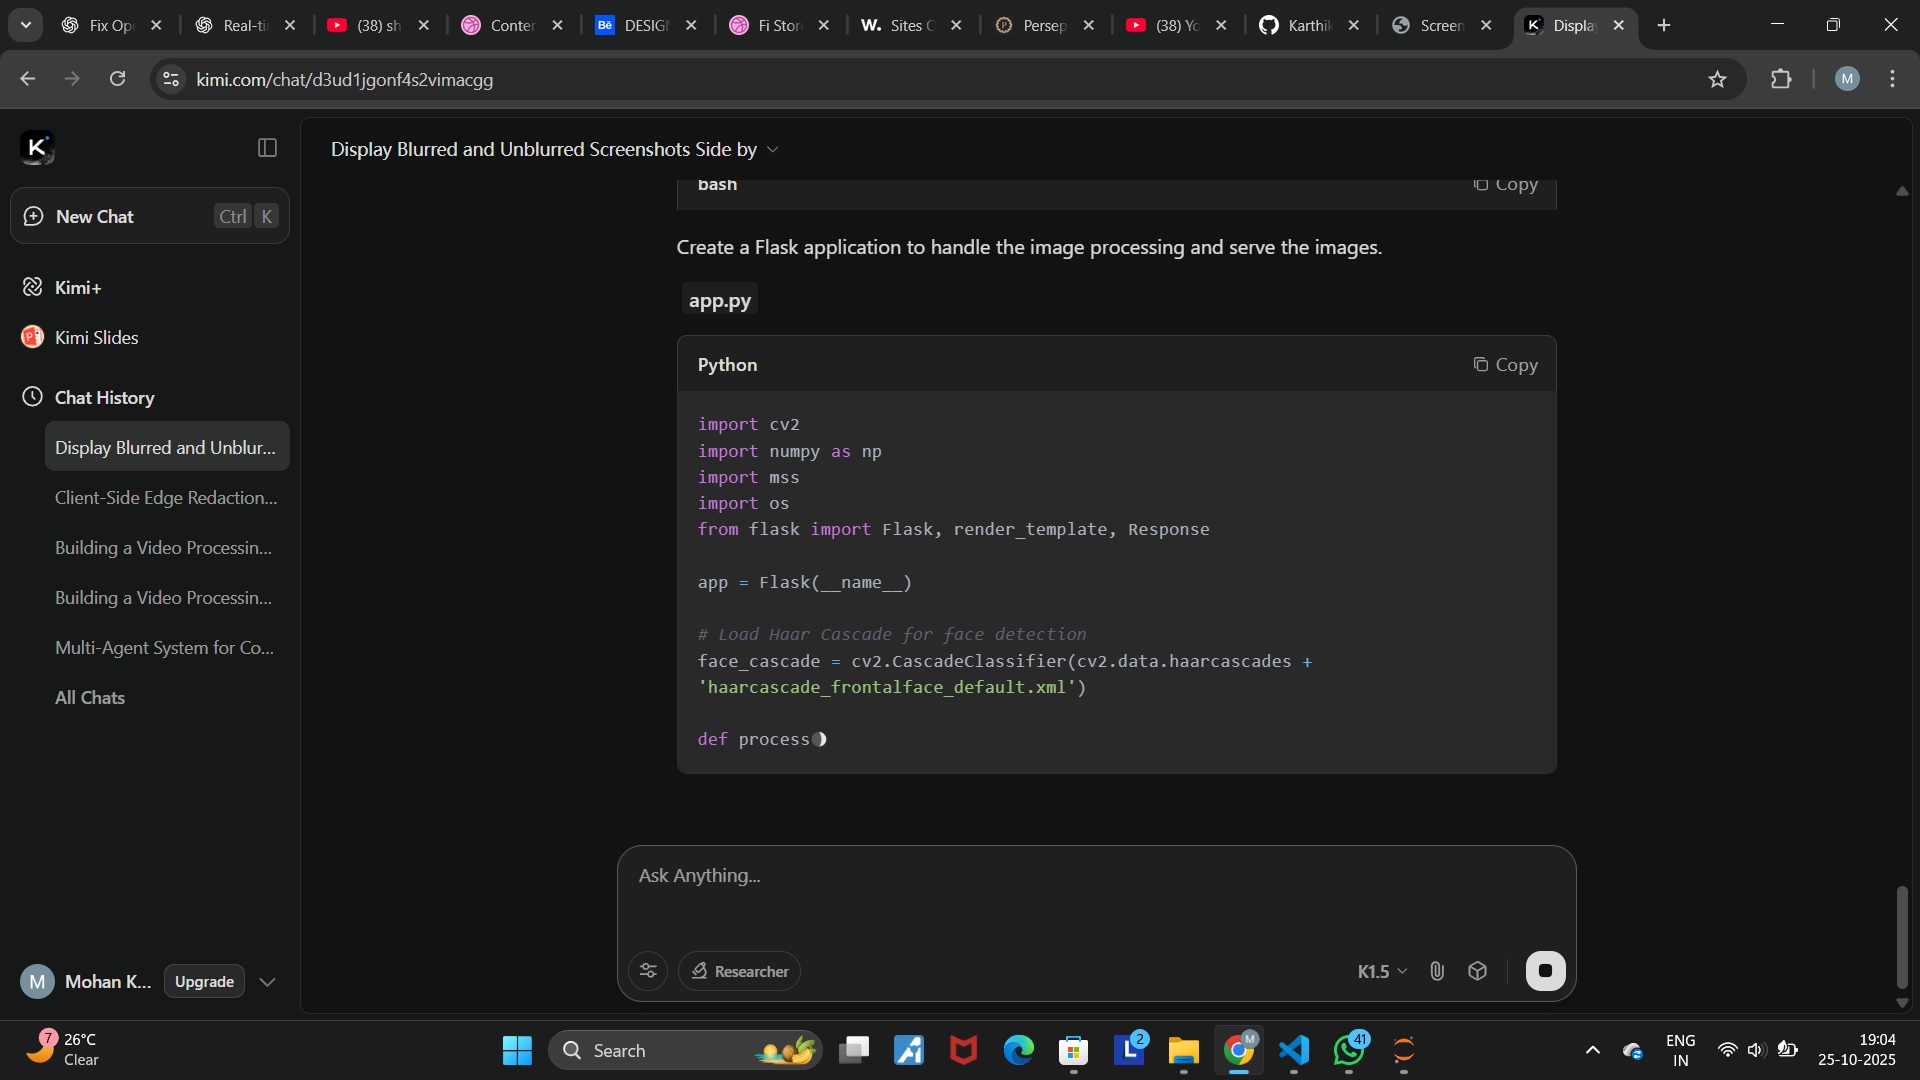 Fix Op
Real-ti
(38) sh
Conter
Bē
DESIG
Fi Stor
W.
Sites C
Persep
(38) Yo
Karthik
Screen
Displa
kimi.com/chat/d3ud1jgonf4s2vimacgg
M
K
Display Blurred and Unblurred Screenshots Side by
New Chat
Ctrl K
Kimi+
Kimi Slides
Chat History
Display Blurred and Unblur...
Client-Side Edge Redaction...
Building a Video Processin...
Building a Video Processin...
Multi-Agent System for Co...
All Chats
M
Mohan K...
Upgrade
bash
Copy
Create a Flask application to handle the image processing and serve the images.
app.py
Python
Copy
import cv2
import numpy as np
import mss
import os
from flask import Flask, render_template, Response
app = Flask(__name__)
# Load Haar Cascade for face detection
face_cascade = cv2.CascadeClassifier(cv2.data.haarcascades +
'haarcascade_frontalface_default.xml')
def process
Ask Anything...
Researcher
K1.5
7
26°C
Clear
Search
L
2
M
41
ENG
IN
19:04
25-10-2025